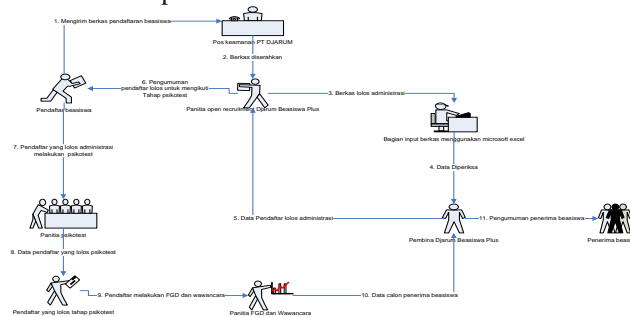 1. Mengirim berkas pendaftaran beasiswa
Pos keamanan PT DJARUM
2. Berkas diserahkan
6. Pengumuman
pendaftar lolos untuk mengikuti
Tahap psikotest
3. Berkas lolos administrasi
Pendaftar beasiswa
Panitia open recruitment Djarum Beasiswa Plus
Bagian input berkas menggunakan microsoft excel
7. Pendaftar yang lolos administrasi
melakukan psikotest
4. Data Diperiksa
5. Data Pendaftar lolos administrasi
11. Pengumuman penerima beasiswa
Panitia psikotest
Pembina Djarum Beasiswa Plus
Penerima beas
8. Data pendaftar yang lolos psikotest
9. Pendaftar melakukan FGD dan wawancara
10. Data calon penerima beasiswa
Pendaftar yang lolos tahap psikotest
Panitia FGD dan Wawancara